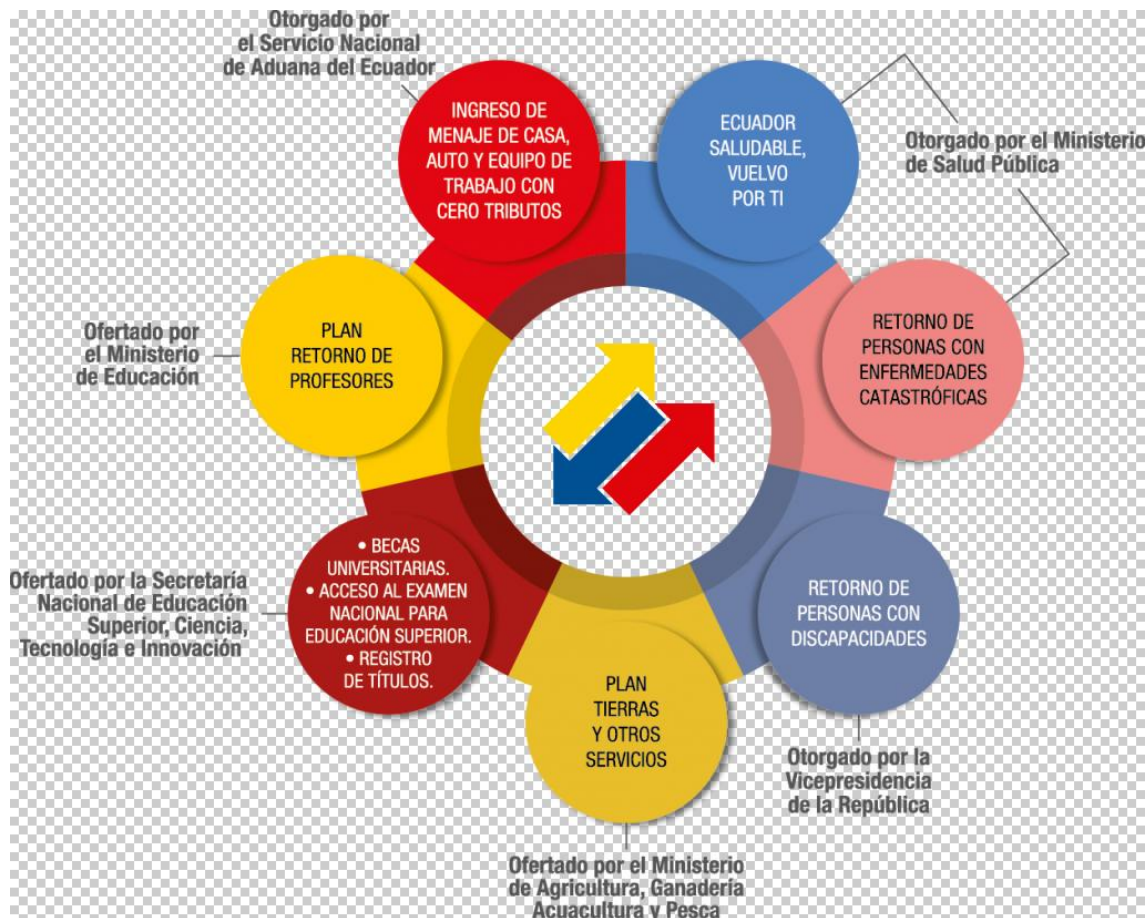 Otorgado por
el Servicio Nacional
de Aduana del Ecuador
INGRESO DE
MENAJE DE CASA,
AUTO Y EQUIPO DE
TRABAJO CON
CERO TRIBUTOS
ECUADOR
SALUDABLE,
VUELVO
POR TI
Otorgado por el Ministerio
de Salud Pública
RETORNO DE
PERSONAS CON
ENFERMEDADES
CATASTRÓFICAS
Ofertado por
el Ministerio
de Educación
PLAN
RETORNO DE
PROFESORES
Ofertado por la Secretaría
Nacional de Educación
Superior, Ciencia,
Tecnología e Innovación
• BECAS
UNIVERSITARIAS.
• ACCESO AL EXAMEN
NACIONAL PARA
EDUCACIÓN SUPERIOR.
• REGISTRO
DE TÍTULOS.
RETORNO DE
PERSONAS CON
DISCAPACIDADES
Otorgado por la
Vicepresidencia
de la República
PLAN
TIERRAS
Y OTROS
SERVICIOS
Ofertado por el Ministerio
de Agricultura, Ganadería
Acuacultura y Pesca